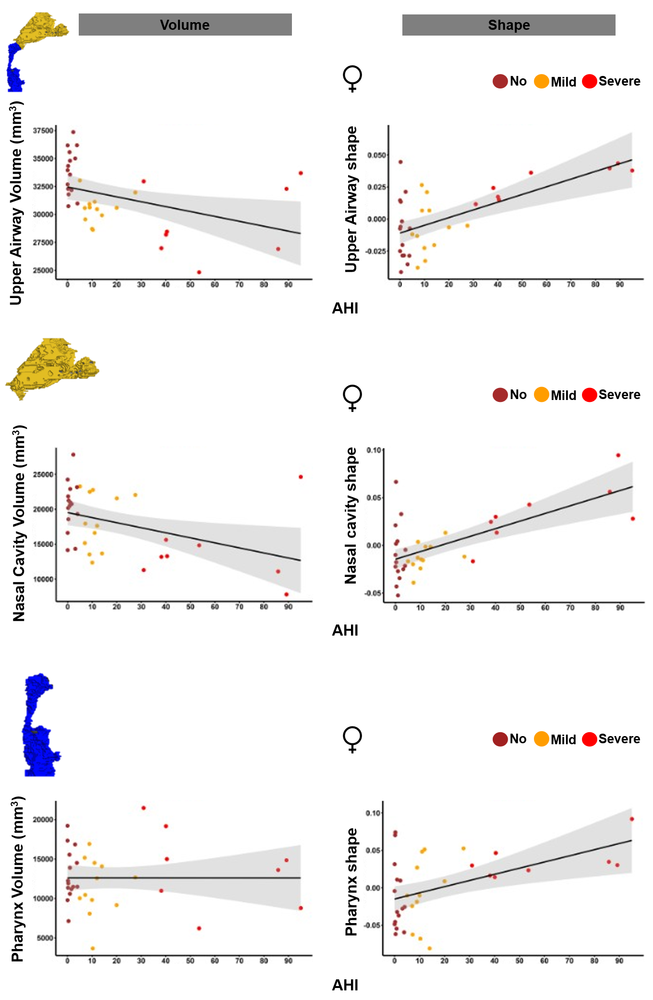 Volume
Shape
♀
No Mild Severe
Upper Airway Volume (mm³)
37500
35000
32500
30000
27500
25000
0 10 20 30 40 50 60 70 80 90
Upper Airway shape
0.050
0.025
0.000
-0.025
0 10 20 30 40 50 60 70 80 90
AHI
♀
No Mild Severe
Nasal Cavity Volume (mm³)
25000
20000
15000
10000
0 10 20 30 40 50 60 70 80 90
Nasal cavity shape
0.10
0.05
0.00
-0.05
0 10 20 30 40 50 60 70 80 90
AHI
♀
No Mild Severe
Pharynx Volume (mm³)
20000
15000
10000
5000
0 10 20 30 40 50 60 70 80 90
Pharynx shape
0.10
0.05
0.00
-0.05
0 10 20 30 40 50 60 70 80 90
AHI